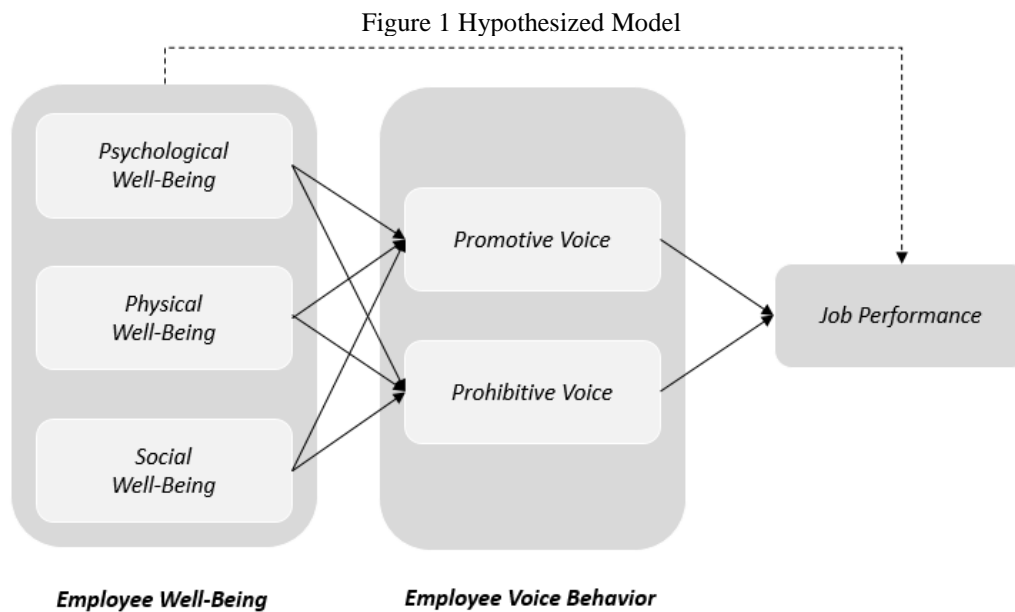 Figure 1 Hypothesized Model
Psychological
Well-Being
Physical
Well-Being
Social
Well-Being
Promotive Voice
Prohibitive Voice
Job Performance
Employee Well-Being
Employee Voice Behavior